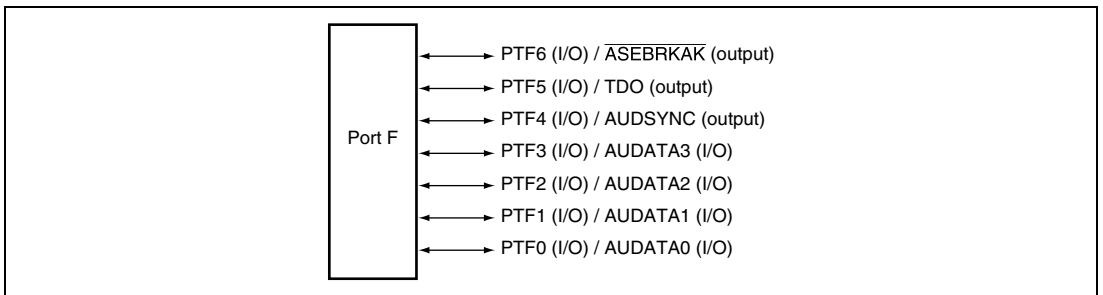 Port F
PTF6 (I/O) / ASEBRKAK (output)
PTF5 (I/O) / TDO (output)
PTF4 (I/O) / AUDSYNC (output)
PTF3 (I/O) / AUDATA3 (I/O)
PTF2 (I/O) / AUDATA2 (I/O)
PTF1 (I/O) / AUDATA1 (I/O)
PTF0 (I/O) / AUDATA0 (I/O)